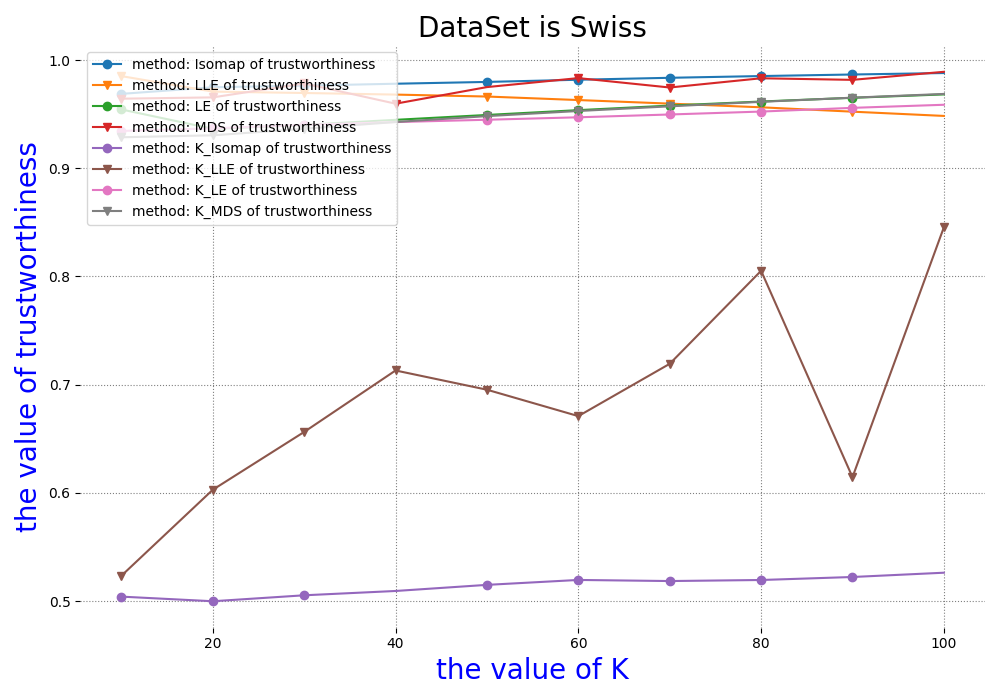 DataSet is Swiss
method: Isomap of trustworthiness
method: LLE of trustworthiness
method: LE of trustworthiness
method: MDS of trustworthiness
method: K_Isomap of trustworthiness
method: K_LLE of trustworthiness
method: K_LE of trustworthiness
method: K_MDS of trustworthiness
the value of trustworthiness
1.0
0.9
0.8
0.7
0.6
0.5
20 40 60 80 100
the value of K